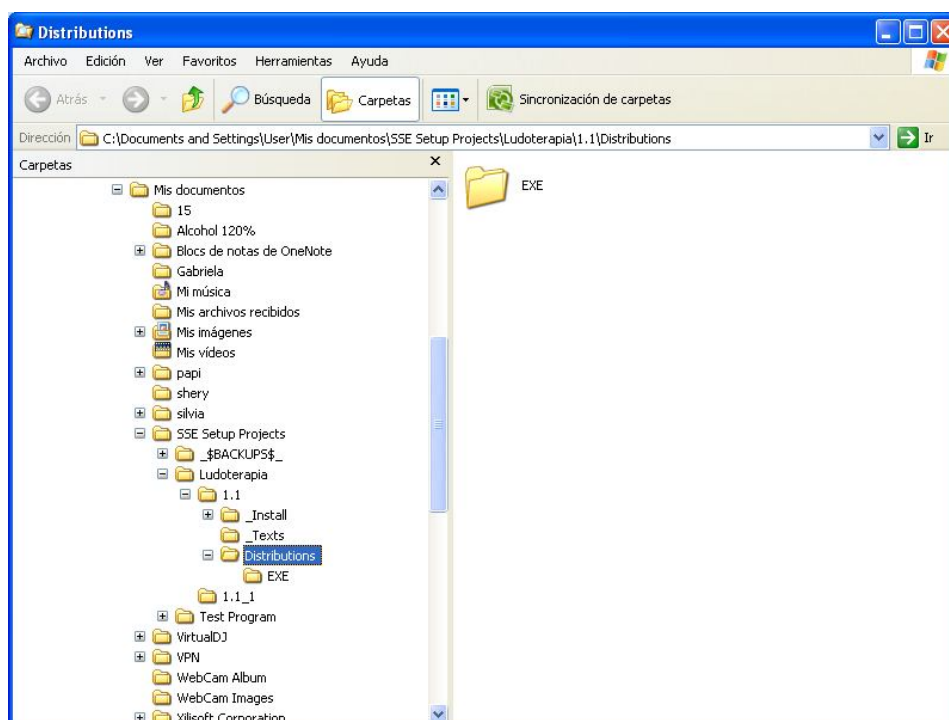 Distributions
Archivo Edición Ver Favoritos Herramientas Ayuda
Atrás Búsqueda Carpetas Sincronización de carpetas
Dirección C:\Documents and Settings\User\Mis documentos\SSE Setup Projects\Ludoterapia\1.1\Distributions Ir
Carpetas
Mis documentos
15
Alcohol 120%
Blocs de notas de OneNote
Gabriela
Mi música
Mis archivos recibidos
Mis imágenes
Mis vídeos
papi
shery
silvia
SSE Setup Projects
_$BACKUPS$_
Ludoterapia
1.1
_Install
_Texts
Distributions
EXE
1.1_1
Test Program
VirtualDJ
VPN
WebCam Album
WebCam Images
Xilisoft Corporation
EXE